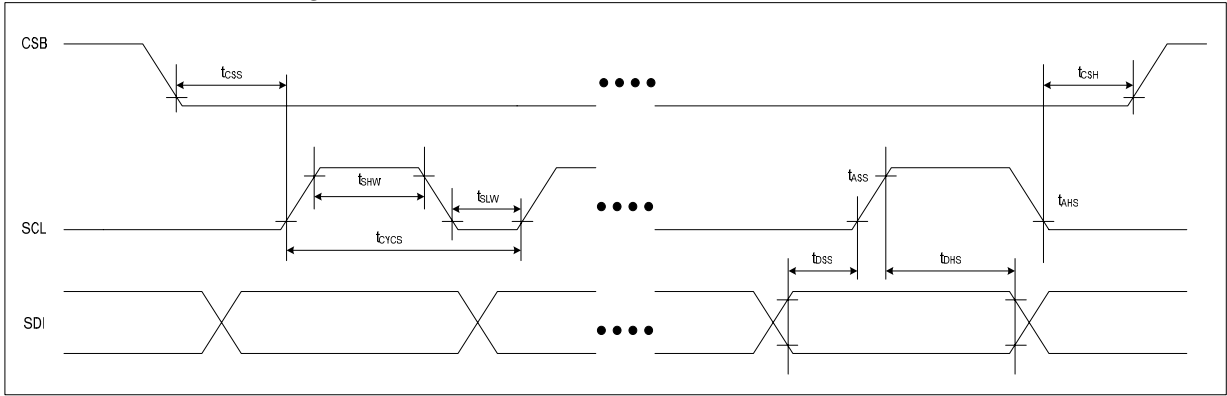 CSB
tCSS
tCSH
tSHW
tSLW
tASS
tAHS
SCL
tCYCS
tDSS
tDHS
SDI